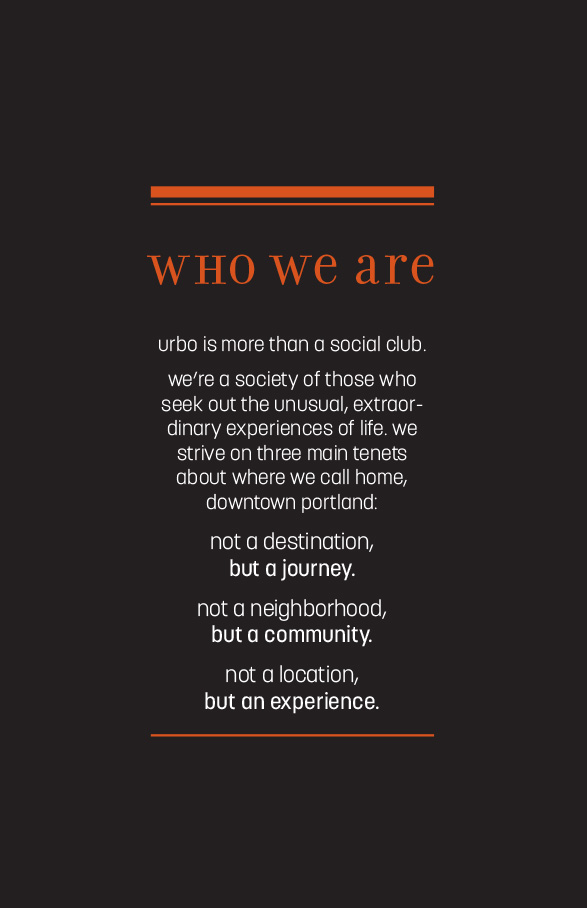 who we are
urbo is more than a social club.
we're a society of those who
seek out the unusual, extraor-
dinary experiences of life. we
strive on three main tenets
about where we call home,
downtown portland:
not a destination,
but a journey.
not a neighborhood,
but a community.
not a location,
but an experience.